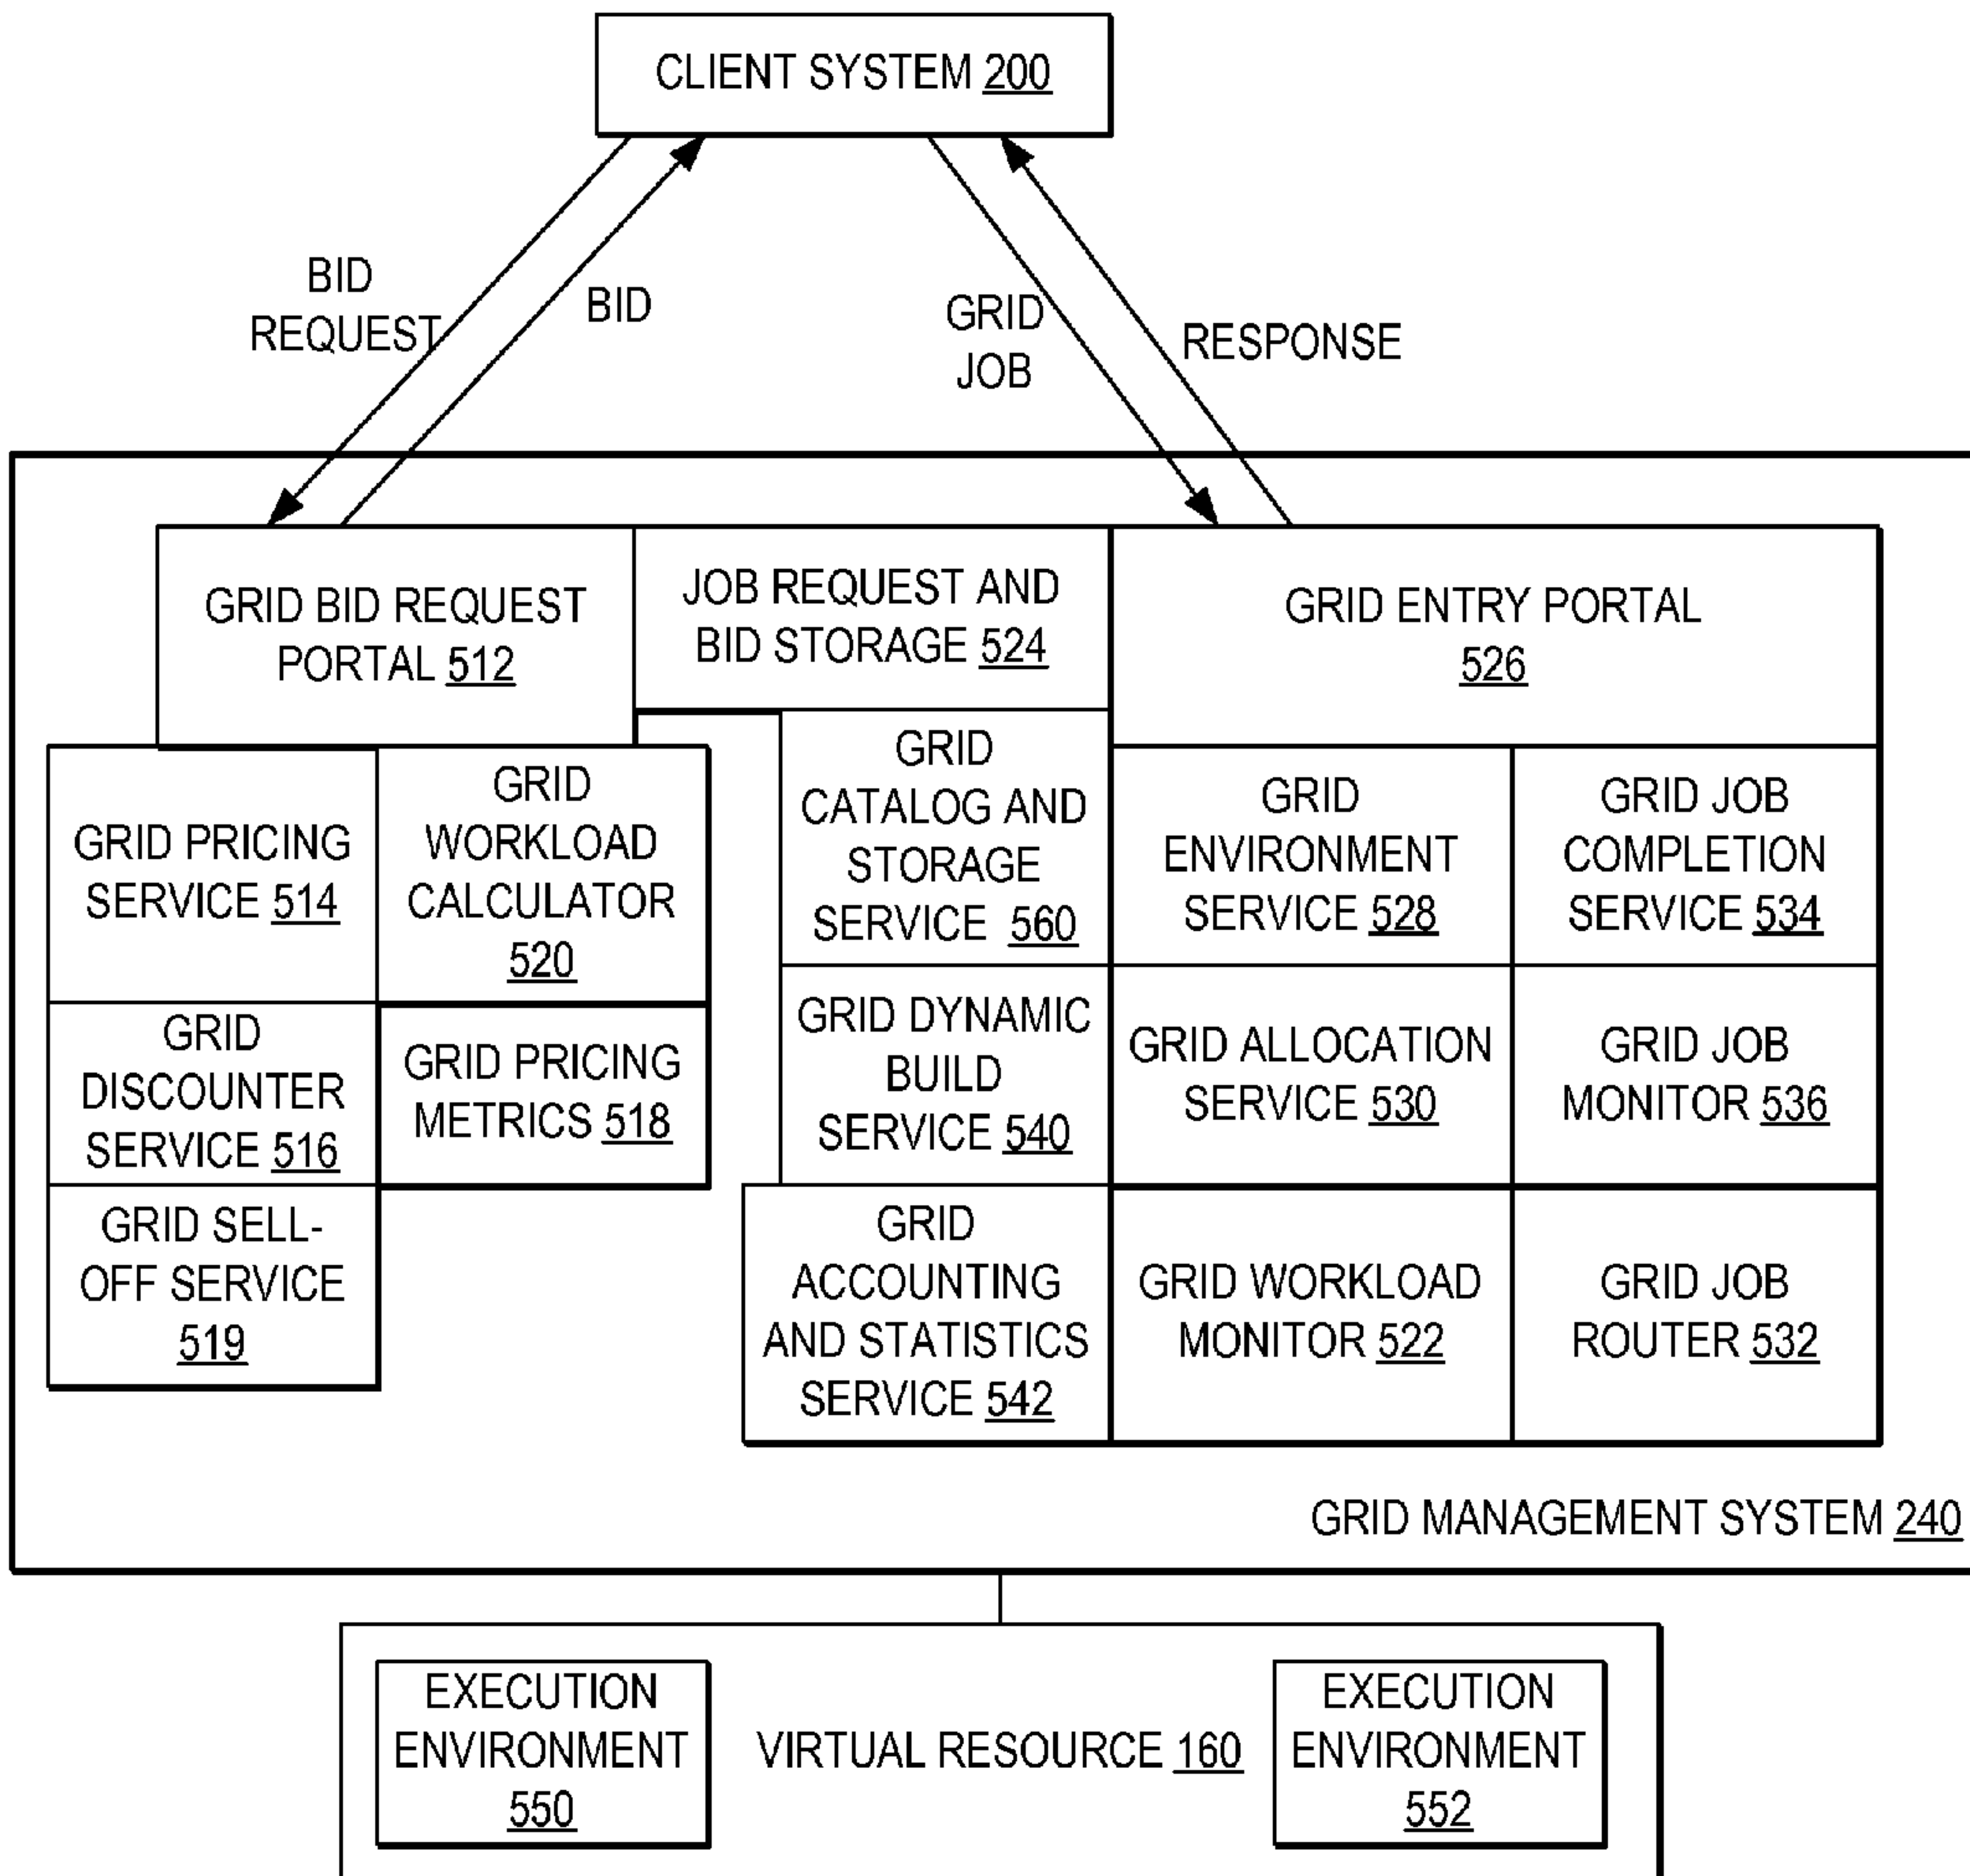 CLIENT SYSTEM 200
BID
REQUEST
BID
GRID
JOB
RESPONSE
GRID BID REQUEST
PORTAL 512
JOB REQUEST AND
BID STORAGE 524
GRID ENTRY PORTAL
526
GRID PRICING
SERVICE 514
GRID
WORKLOAD
CALCULATOR
520
GRID
CATALOG AND
STORAGE
SERVICE 560
GRID
ENVIRONMENT
SERVICE 528
GRID JOB
COMPLETION
SERVICE 534
GRID
DISCOUNTER
SERVICE 516
GRID PRICING
METRICS 518
GRID DYNAMIC
BUILD
SERVICE 540
GRID ALLOCATION
SERVICE 530
GRID JOB
MONITOR 536
GRID SELL-
OFF SERVICE
519
GRID
ACCOUNTING
AND STATISTICS
SERVICE 542
GRID WORKLOAD
MONITOR 522
GRID JOB
ROUTER 532
GRID MANAGEMENT SYSTEM 240
EXECUTION
ENVIRONMENT
550
VIRTUAL RESOURCE 160
EXECUTION
ENVIRONMENT
552